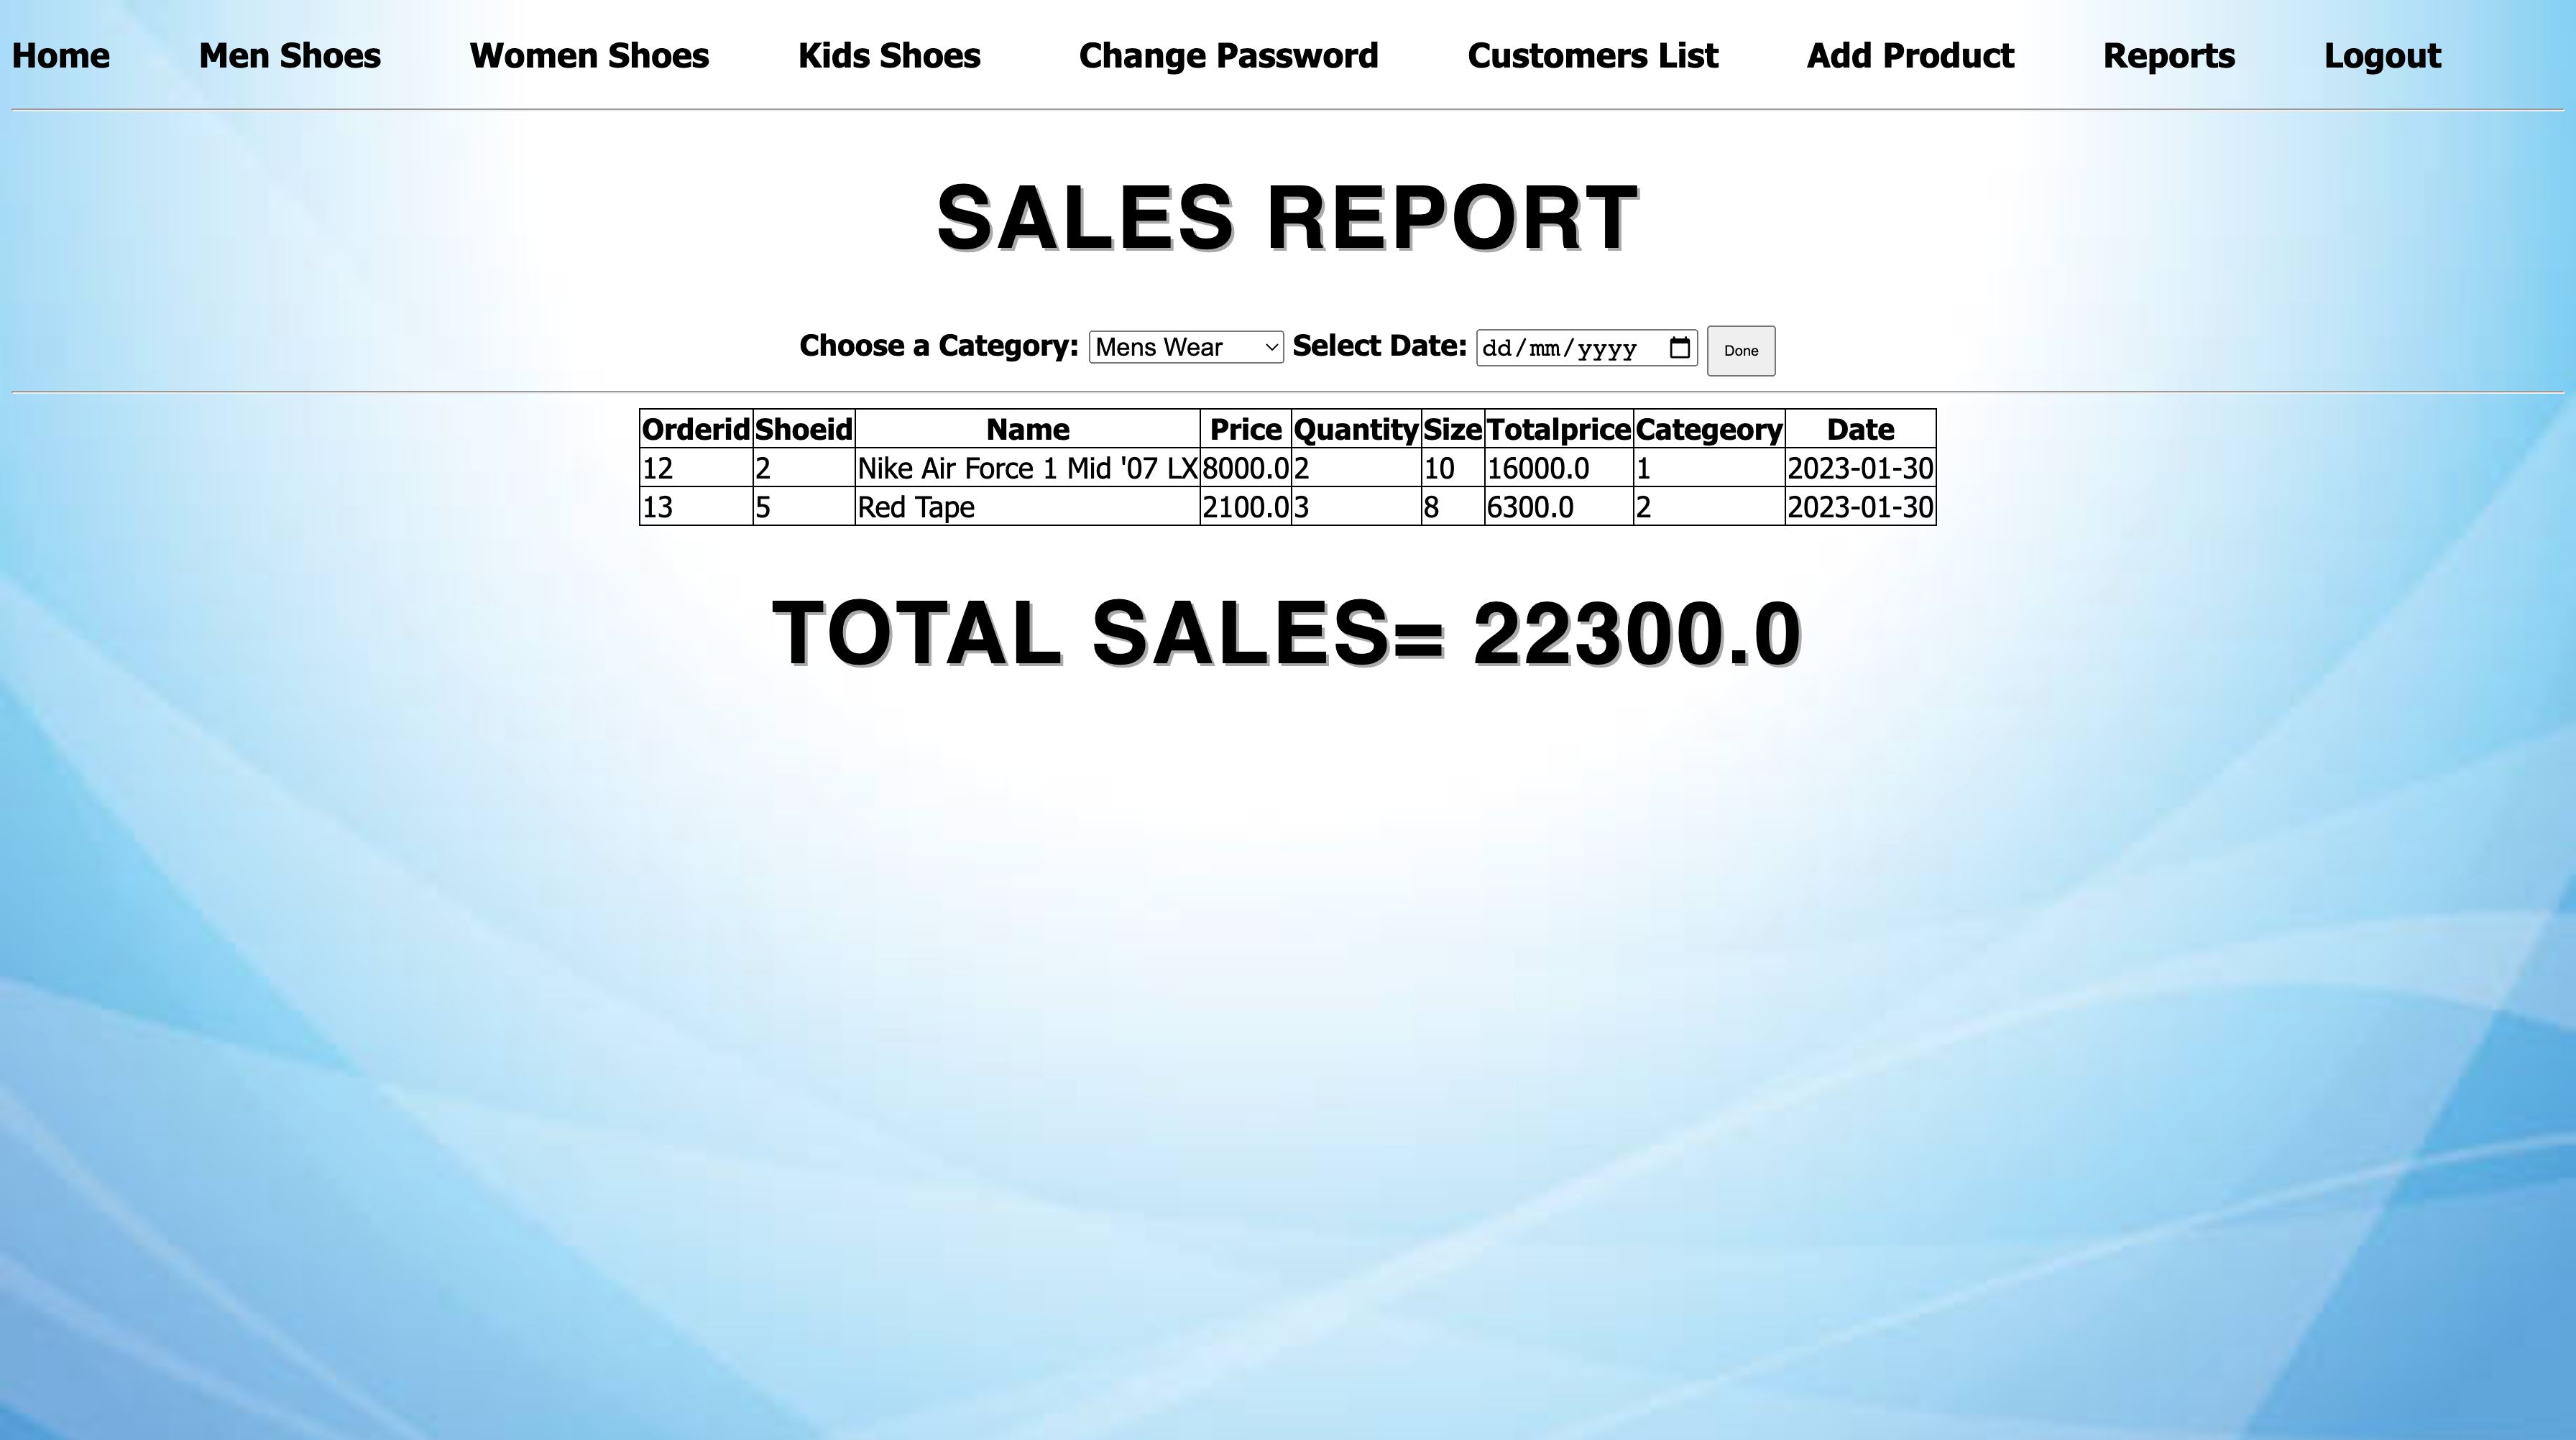 Home Men Shoes Women Shoes Kids Shoes Change Password Customers List Add Product Reports Logout
SALES REPORT
Choose a Category: Mens Wear Select Date: dd/mm/yyyy Done
Orderid Shoeid Name Price Quantity Size Totalprice Categeory Date
12 2 Nike Air Force 1 Mid '07 LX 8000.0 2 10 16000.0 1 2023-01-30
13 5 Red Tape 2100.0 3 8 6300.0 2 2023-01-30
TOTAL SALES= 22300.0